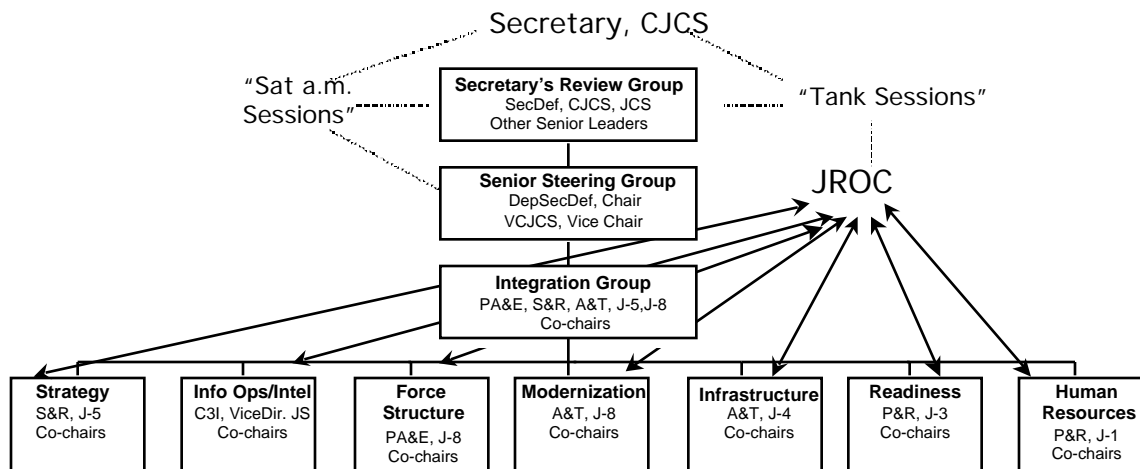 Secretary, CJCS
“Sat a.m.
Sessions”
Secretary’s Review Group
SecDef, CJCS, JCS
Other Senior Leaders
“Tank Sessions”
Senior Steering Group
DepSecDef, Chair
VCJCS, Vice Chair
JROC
Integration Group
PA&E, S&R, A&T, J-5,J-8
Co-chairs
Strategy
S&R, J-5
Co-chairs
Info Ops/Intel
C3I, ViceDir. JS
Co-chairs
Force
Structure
PA&E, J-8
Co-chairs
Modernization
A&T, J-8
Co-chairs
Infrastructure
A&T, J-4
Co-chairs
Readiness
P&R, J-3
Co-chairs
Human
Resources
P&R, J-1
Co-chairs